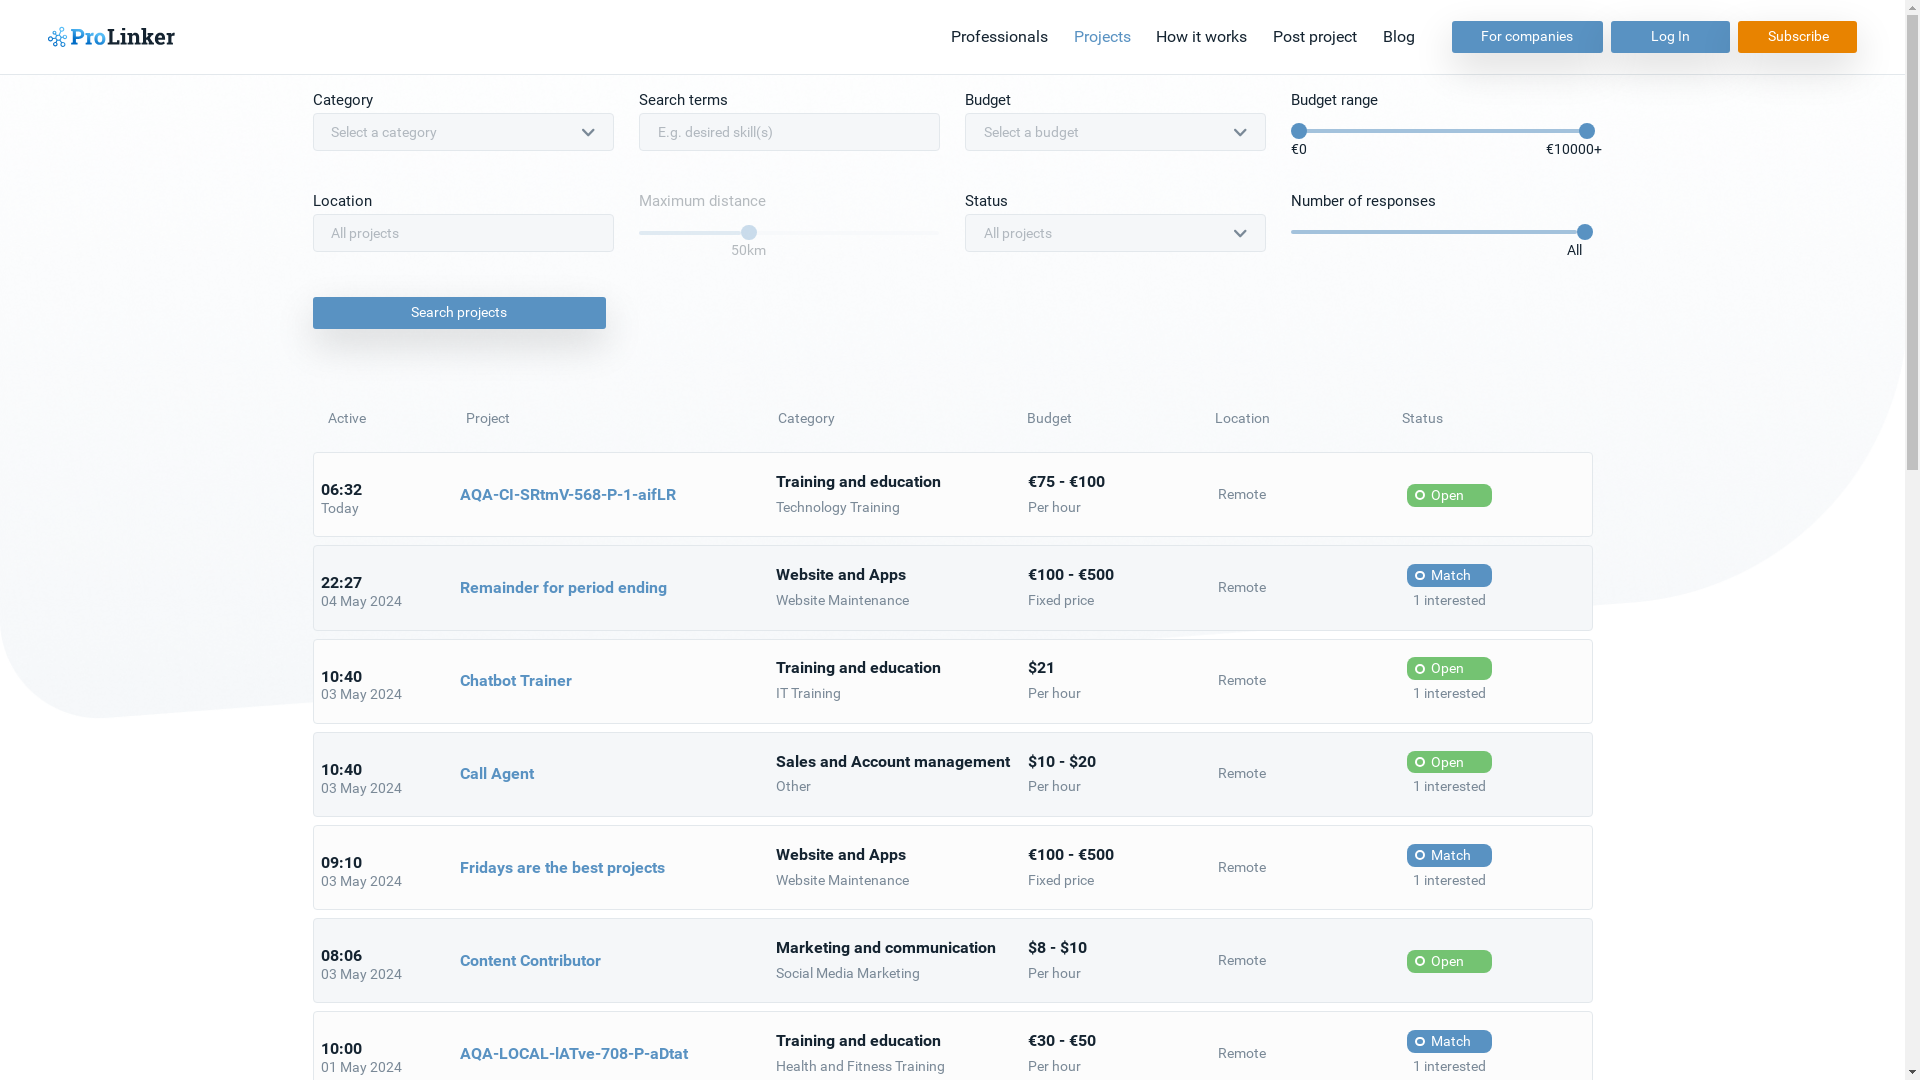 ProLinker
Professionals Projects How it works Post project Blog For companies Log In Subscribe
Category Search terms Budget Budget range
Select a category E.g. desired skill(s) Select a budget
€0 €10000+
Location Maximum distance Status Number of responses
All projects All projects
50km All
Search projects
Active Project Category Budget Location Status
06:32 AQA-CI-SRtmV-568-P-1-aifLR Training and education €75 - €100 Remote Open
Today Technology Training Per hour
22:27 Remainder for period ending Website and Apps €100 - €500 Remote Match
04 May 2024 Website Maintenance Fixed price 1 interested
10:40 Chatbot Trainer Training and education $21 Remote Open
03 May 2024 IT Training Per hour 1 interested
10:40 Call Agent Sales and Account management $10 - $20 Remote Open
03 May 2024 Other Per hour 1 interested
09:10 Fridays are the best projects Website and Apps €100 - €500 Remote Match
03 May 2024 Website Maintenance Fixed price 1 interested
08:06 Content Contributor Marketing and communication $8 - $10 Remote Open
03 May 2024 Social Media Marketing Per hour
10:00 AQA-LOCAL-lATve-708-P-aDtat Training and education €30 - €50 Remote Match
01 May 2024 Health and Fitness Training Per hour 1 interested